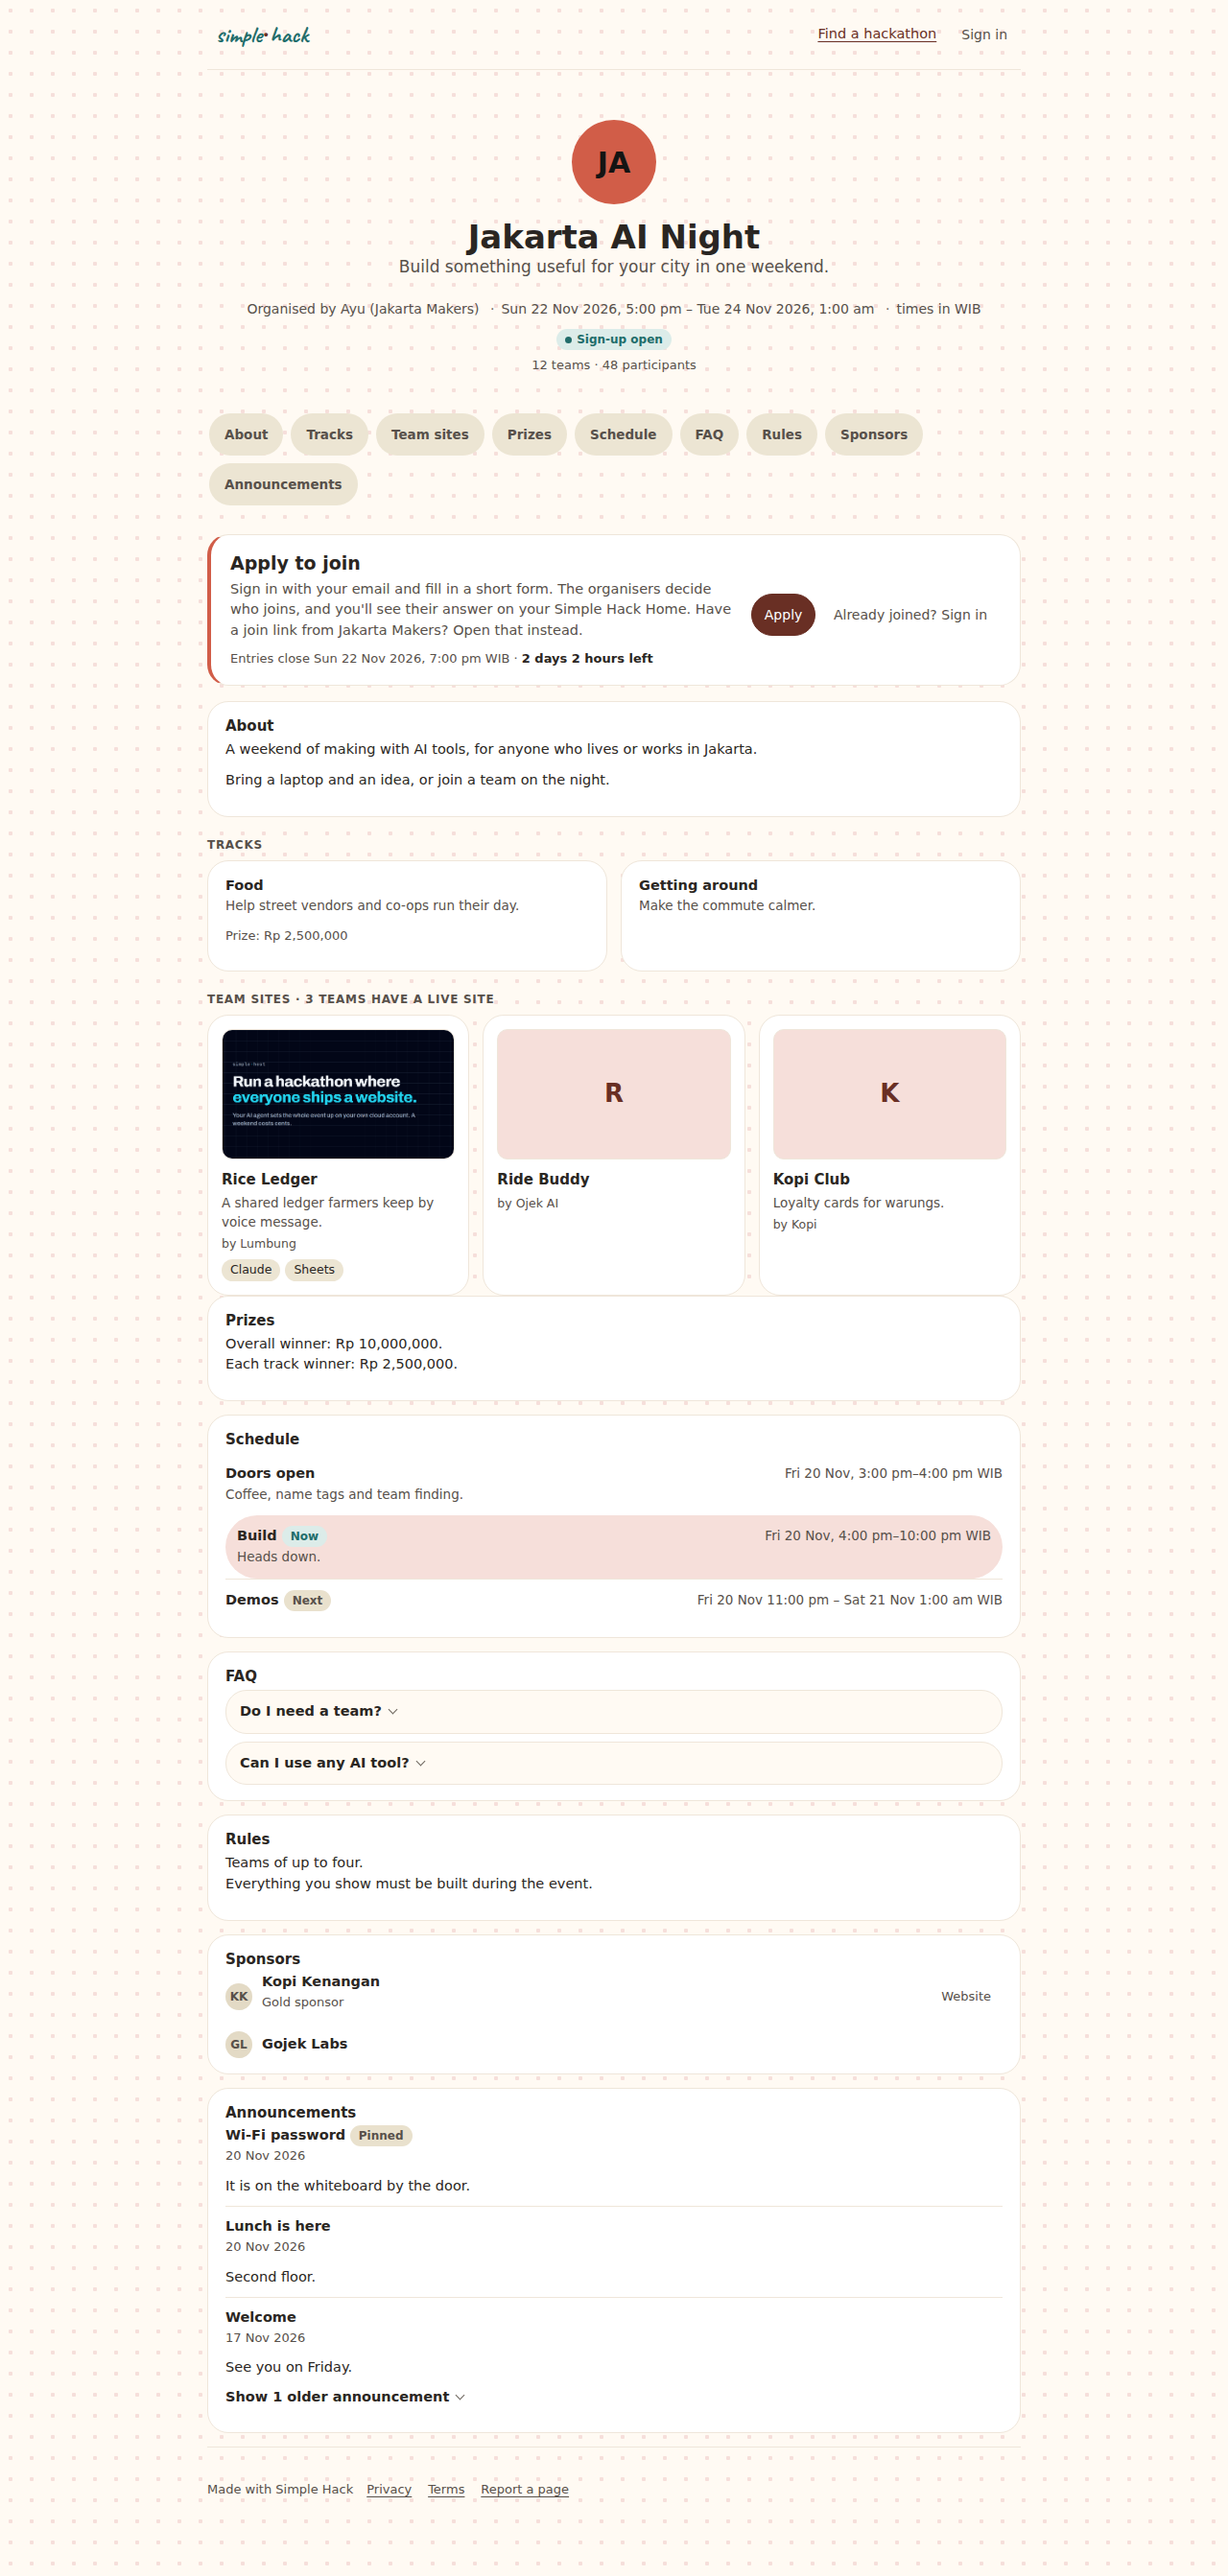 simple hack
Find a hackathon
Sign in
JA
Jakarta AI Night
Build something useful for your city in one weekend.
Organised by Ayu (Jakarta Makers) · Sun 22 Nov 2026, 5:00 pm – Tue 24 Nov 2026, 1:00 am · times in WIB
Sign-up open
12 teams · 48 participants
About
Tracks
Team sites
Prizes
Schedule
FAQ
Rules
Sponsors
Announcements
Apply to join
Sign in with your email and fill in a short form. The organisers decide
who joins, and you'll see their answer on your Simple Hack Home. Have
a join link from Jakarta Makers? Open that instead.
Entries close Sun 22 Nov 2026, 7:00 pm WIB · 2 days 2 hours left
Apply
Already joined? Sign in
About
A weekend of making with AI tools, for anyone who lives or works in Jakarta.
Bring a laptop and an idea, or join a team on the night.
TRACKS
Food
Help street vendors and co-ops run their day.
Prize: Rp 2,500,000
Getting around
Make the commute calmer.
TEAM SITES · 3 TEAMS HAVE A LIVE SITE
simple host
Run a hackathon where
everyone ships a website.
Your AI agent sets the whole event up on your own cloud account. A
weekend costs cents.
Rice Ledger
A shared ledger farmers keep by
voice message.
by Lumbung
Claude
Sheets
R
Ride Buddy
by Ojek AI
K
Kopi Club
Loyalty cards for warungs.
by Kopi
Prizes
Overall winner: Rp 10,000,000.
Each track winner: Rp 2,500,000.
Schedule
Doors open
Fri 20 Nov, 3:00 pm–4:00 pm WIB
Coffee, name tags and team finding.
Build Now
Fri 20 Nov, 4:00 pm–10:00 pm WIB
Heads down.
Demos Next
Fri 20 Nov 11:00 pm – Sat 21 Nov 1:00 am WIB
FAQ
Do I need a team?
Can I use any AI tool?
Rules
Teams of up to four.
Everything you show must be built during the event.
Sponsors
KK
Kopi Kenangan
Gold sponsor
Website
GL
Gojek Labs
Announcements
Wi-Fi password Pinned
20 Nov 2026
It is on the whiteboard by the door.
Lunch is here
20 Nov 2026
Second floor.
Welcome
17 Nov 2026
See you on Friday.
Show 1 older announcement
Made with Simple Hack Privacy Terms Report a page